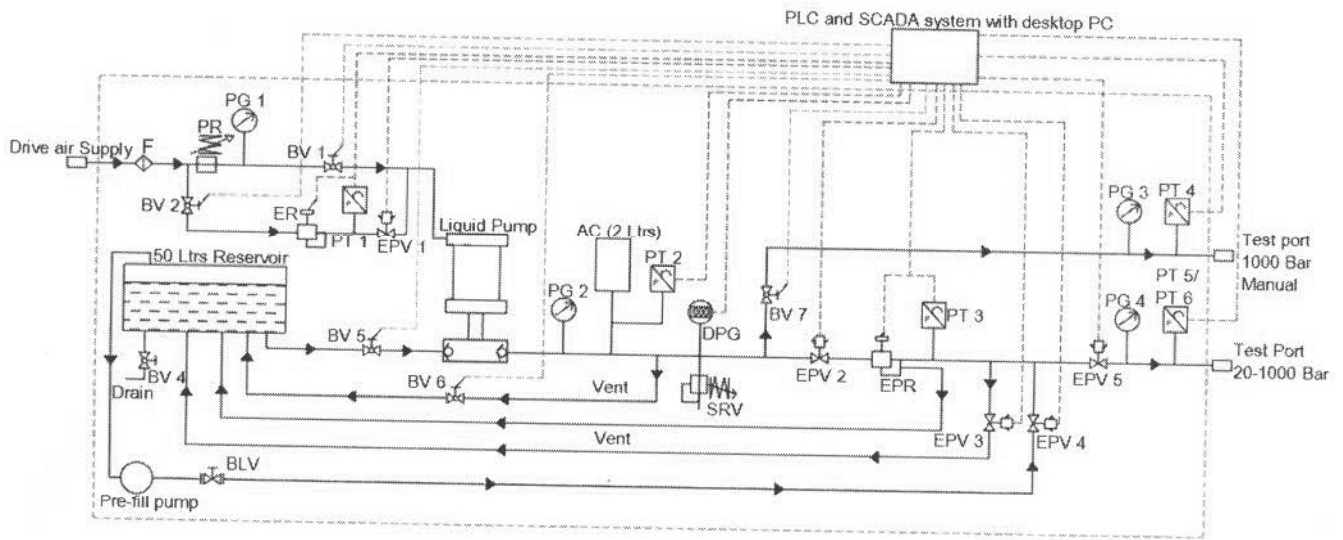 PLC and SCADA system with desktop PC
PG 1
PR
Drive air Supply
F
BV 1
BV 2
ER
PT 1
EPV 1
Liquid Pump
AC (2 Ltrs)
PT 2
PG 2
50 Ltrs Reservoir
BV 5
BV 4
Drain
BV 6
Vent
DPG
SRV
BV 7
EPV 2
EPR
PT 3
PG 3
PT 4
Test port
1000 Bar
PT 5/
Manual
PG 4
PT 6
EPV 5
Test Port
20-1000 Bar
EPV 3
EPV 4
Vent
BLV
Pre-fill pump